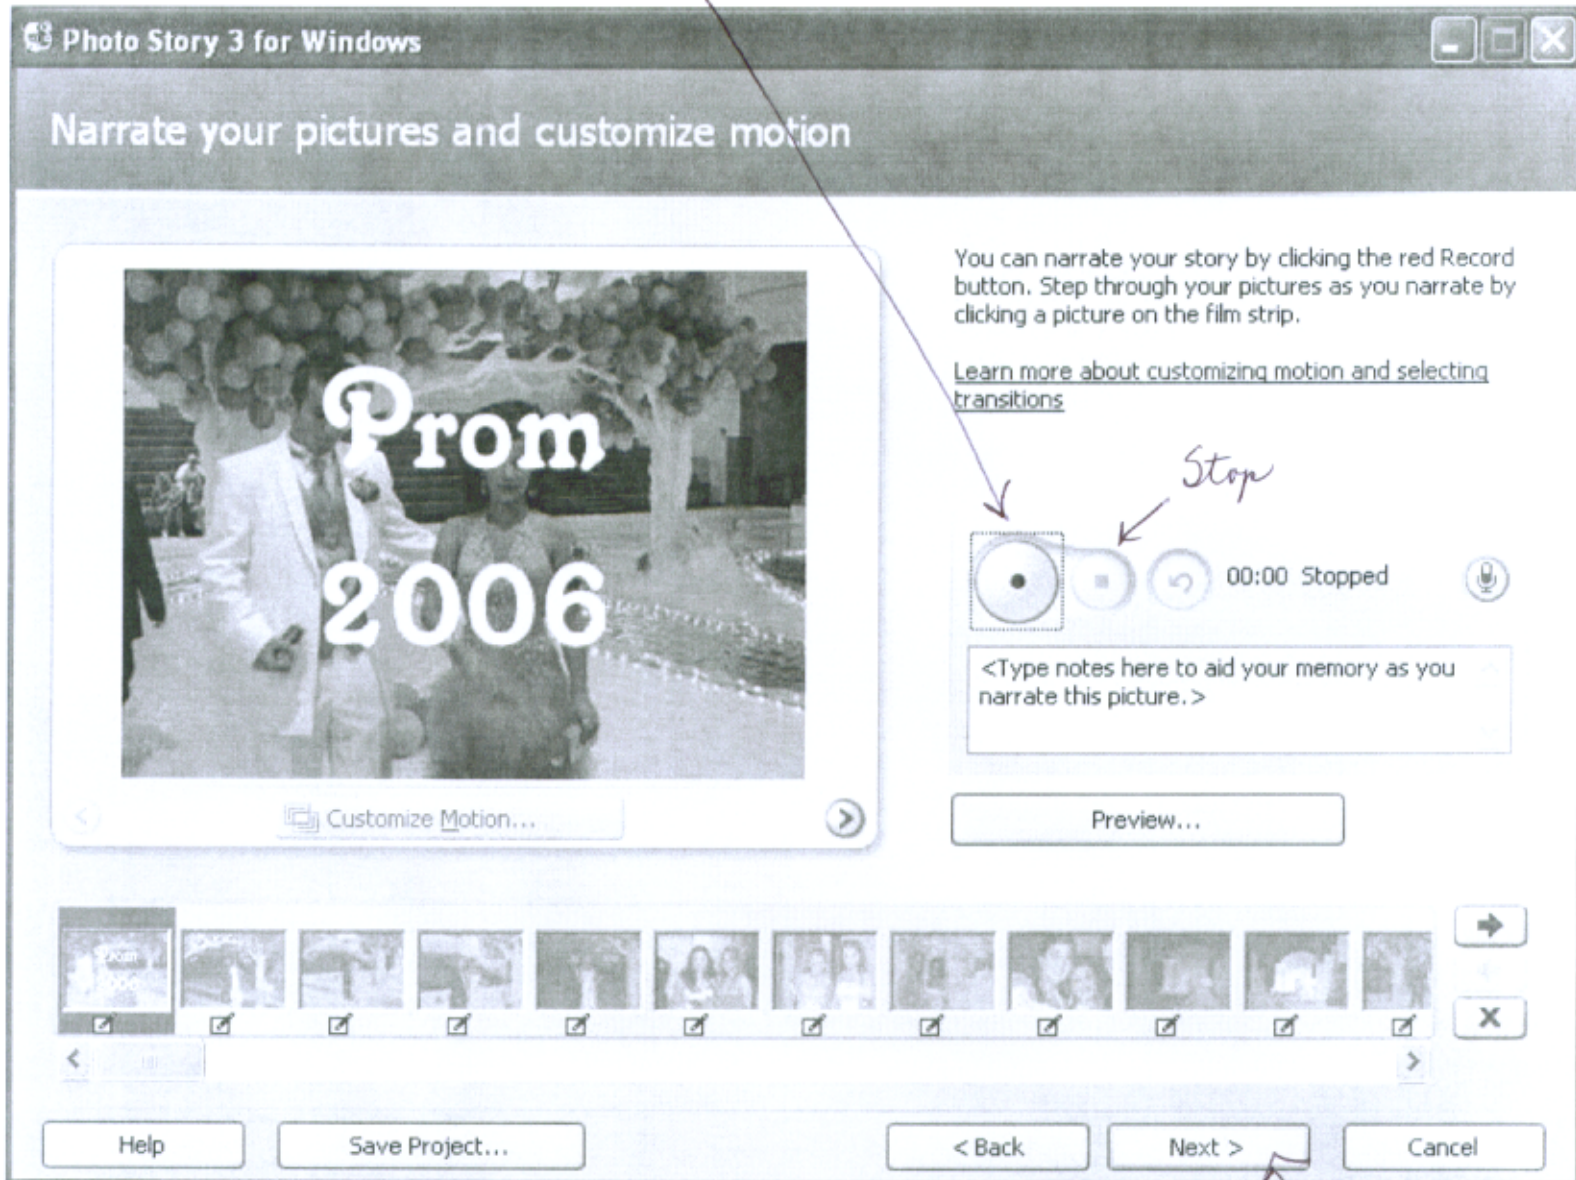 Photo Story 3 for Windows
Narrate your pictures and customize motion
Prom
2006
You can narrate your story by clicking the red Record
button. Step through your pictures as you narrate by
clicking a picture on the film strip.
Learn more about customizing motion and selecting
transitions
Stop
00:00 Stopped
<Type notes here to aid your memory as you
narrate this picture.>
Customize Motion...
Preview...
Prom
2006
Help
Save Project...
< Back
Next >
Cancel